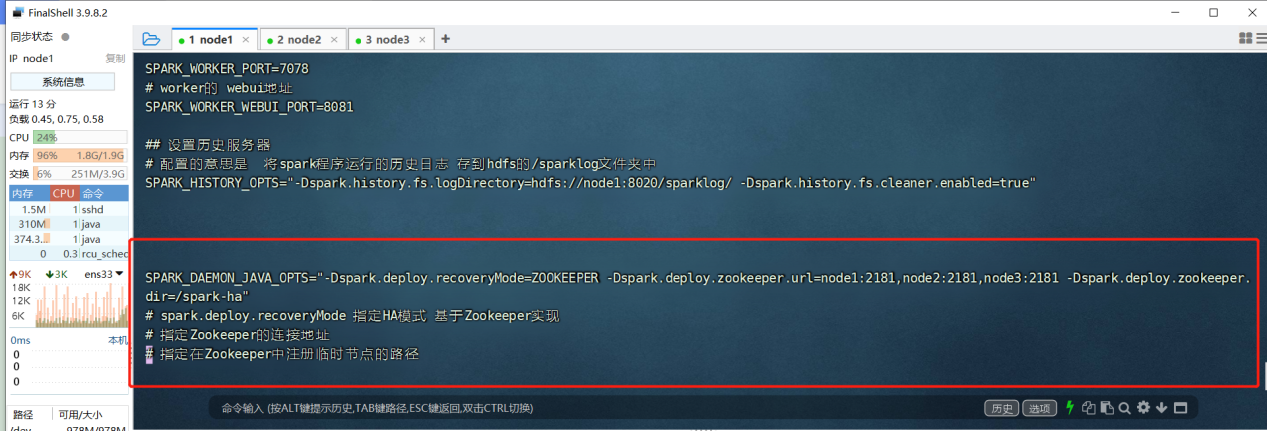 FinalShell 3.9.8.2
同步状态
IP node1 复制
系统信息
运行 13 分
负载 0.45, 0.75, 0.58
CPU 24%
内存 96% 1.8G/1.9G
交换 6% 251M/3.9G
内存 CPU 命令
1.5M 1 sshd
310M 1 java
374.3... 1 java
0 0.3 rcu_sched
9K 3K ens33
18K
12K
6K
0ms 本机
0
0
0
路径 可用/大小
/dev 978M/978M
1 node1
2 node2
3 node3
SPARK_WORKER_PORT=7078
# worker的 webui地址
SPARK_WORKER_WEBUI_PORT=8081
## 设置历史服务器
# 配置的意思是 将spark程序运行的历史日志 存到hdfs的/sparklog文件夹中
SPARK_HISTORY_OPTS="-Dspark.history.fs.logDirectory=hdfs://node1:8020/sparklog/ -Dspark.history.fs.cleaner.enabled=true"
SPARK_DAEMON_JAVA_OPTS="-Dspark.deploy.recoveryMode=ZOOKEEPER -Dspark.deploy.zookeeper.url=node1:2181,node2:2181,node3:2181 -Dspark.deploy.zookeeper.
dir=/spark-ha"
# spark.deploy.recoveryMode 指定HA模式 基于Zookeeper实现
# 指定Zookeeper的连接地址
# 指定在Zookeeper中注册临时节点的路径
命令输入 (按ALT键提示历史,TAB键路径,ESC键返回,双击CTRL切换)
历史 选项